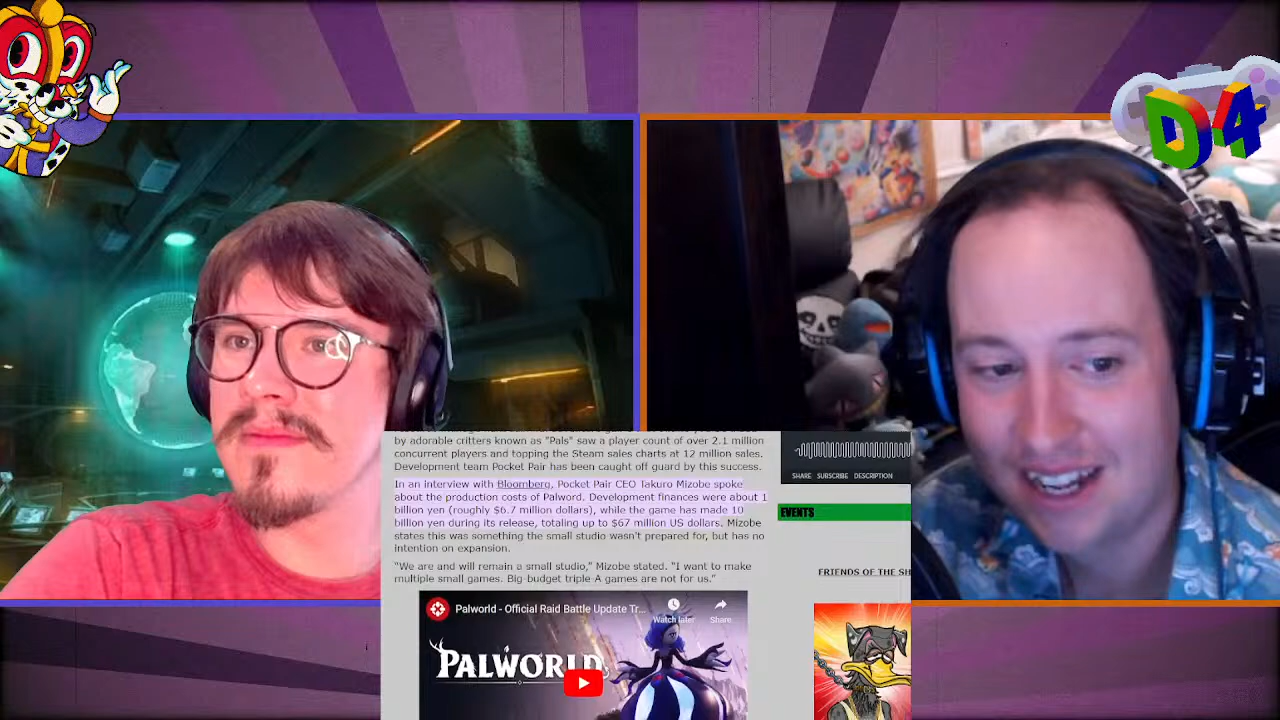 D4
by adorable critters known as "Pals" saw a player count of over 2.1 million
concurrent players and topping the Steam sales charts at 12 million sales.
Development team Pocket Pair has been caught off guard by this success.
In an interview with Bloomberg, Pocket Pair CEO Takuro Mizobe spoke
about the production costs of Palword. Development finances were about 1
billion yen (roughly $6.7 million dollars), while the game has made 10
billion yen during its release, totaling up to $67 million US dollars. Mizobe
states this was something the small studio wasn't prepared for, but has no
intention on expansion.
"We are and will remain a small studio," Mizobe stated. "I want to make
multiple small games. Big-budget triple-A games are not for us."
Palworld - Official Raid Battle Update Tr...
Watch later
Share
PALWORLD
SHARE SUBSCRIBE DESCRIPTION
EVENTS
FRIENDS OF THE SH